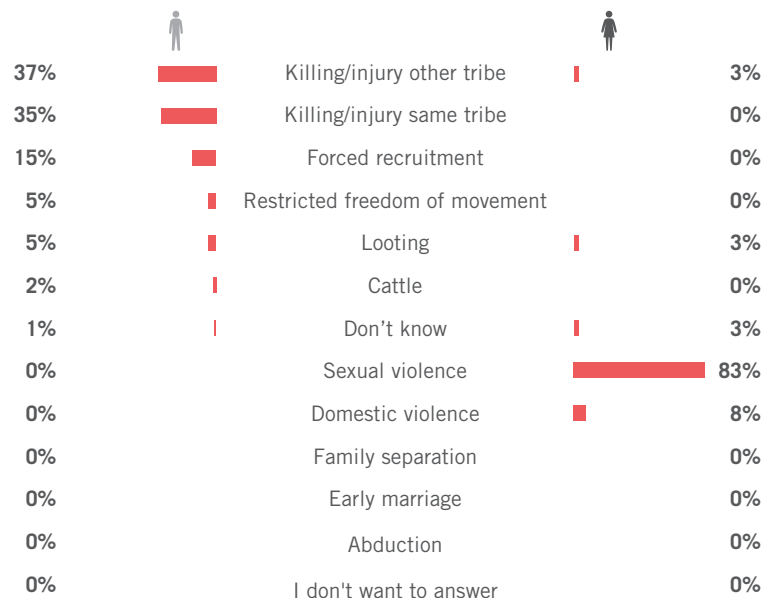 37% Killing/injury other tribe 3%
35% Killing/injury same tribe 0%
15% Forced recruitment 0%
5% Restricted freedom of movement 0%
5% Looting 3%
2% Cattle 0%
1% Don’t know 3%
0% Sexual violence 83%
0% Domestic violence 8%
0% Family separation 0%
0% Early marriage 0%
0% Abduction 0%
0% I don't want to answer 0%